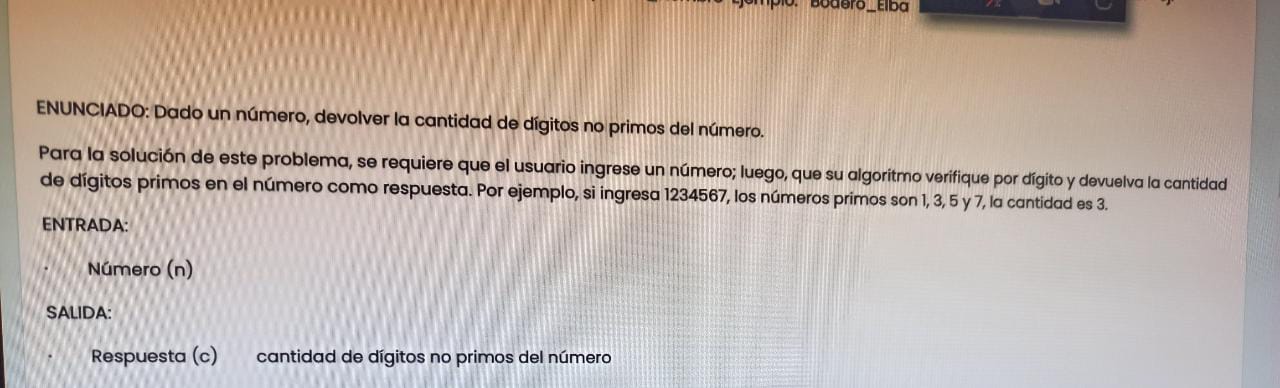 Ejemplo: Bodero_Elba
ENUNCIADO: Dado un número, devolver la cantidad de dígitos no primos del número.
Para la solución de este problema, se requiere que el usuario ingrese un número; luego, que su algoritmo verifique por dígito y devuelva la cantidad
de dígitos primos en el número como respuesta. Por ejemplo, si ingresa 1234567, los números primos son 1, 3, 5 y 7, la cantidad es 3.
ENTRADA:
· Número (n)
SALIDA:
· Respuesta (c) cantidad de dígitos no primos del número